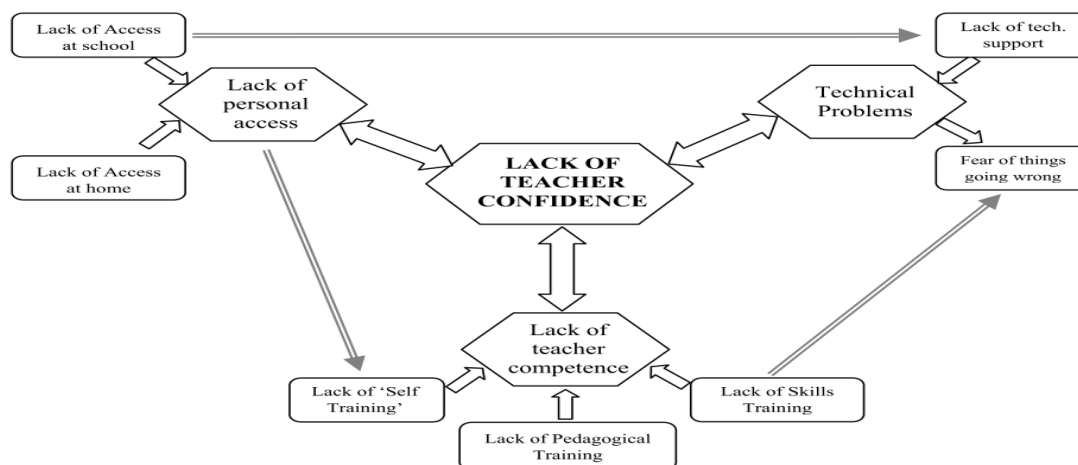 Lack of Access
at school
Lack of tech.
support
Lack of
personal
access
Technical
Problems
Lack of Access
at home
LACK OF
TEACHER
CONFIDENCE
Fear of things
going wrong
Lack of
teacher
competence
Lack of ‘Self
Training’
Lack of Skills
Training
Lack of Pedagogical
Training